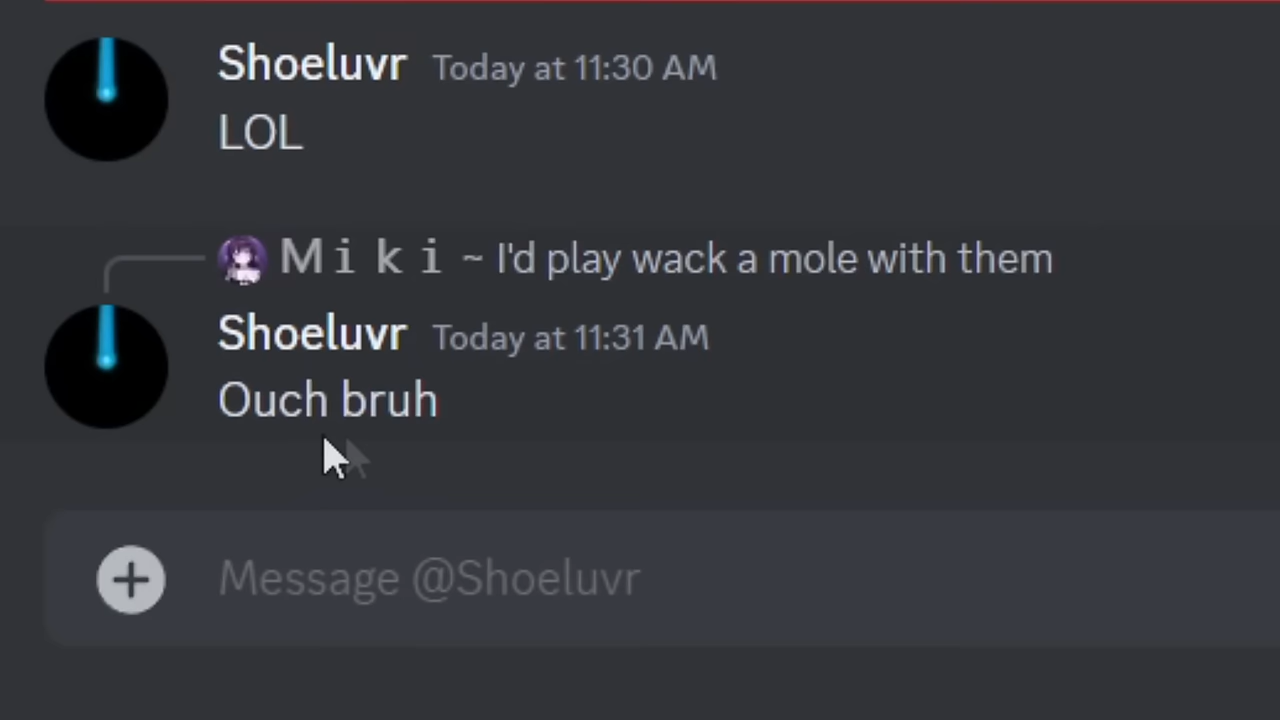 Shoeluvr Today at 11:30 AM
LOL
M i k i ~ I'd play wack a mole with them
Shoeluvr Today at 11:31 AM
Ouch bruh
Message @Shoeluvr